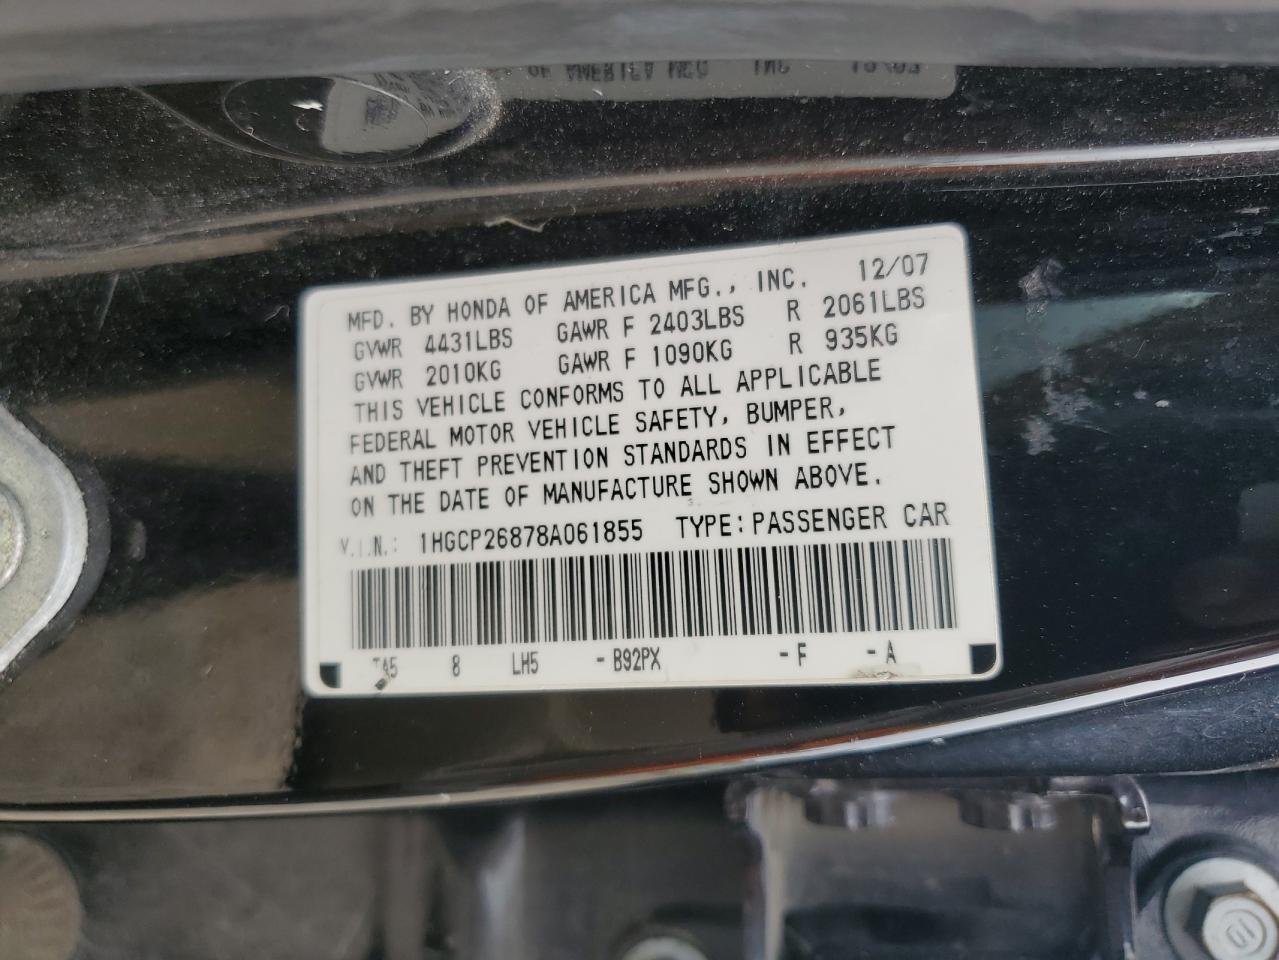 MFD. BY HONDA OF AMERICA MFG., INC. 12/07
GVWR 4431LBS GAWR F 2403LBS R 2061LBS
GVWR 2010KG GAWR F 1090KG R 935KG
THIS VEHICLE CONFORMS TO ALL APPLICABLE
FEDERAL MOTOR VEHICLE SAFETY, BUMPER,
AND THEFT PREVENTION STANDARDS IN EFFECT
ON THE DATE OF MANUFACTURE SHOWN ABOVE.
V.I.N.: 1HGCP26878A061855 TYPE:PASSENGER CAR
TA5 8 LH5 -B92PX -F -A